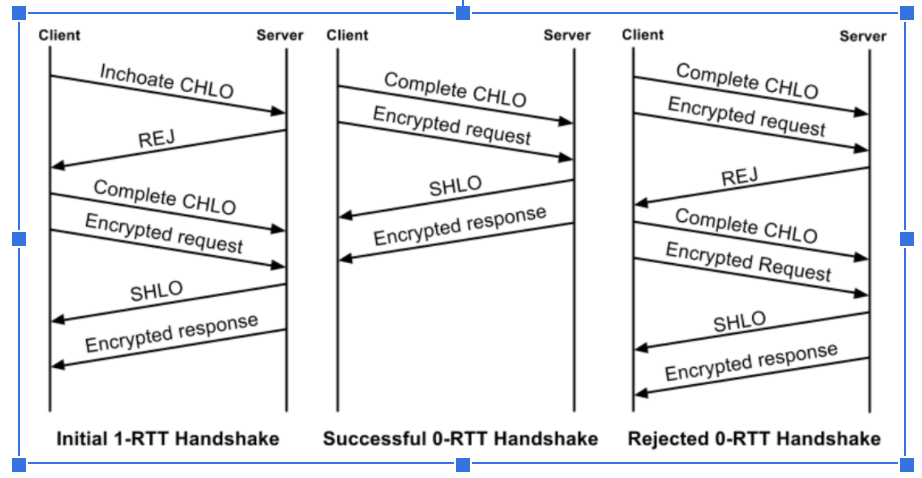 Client
Server
Inchoate CHLO
REJ
Complete CHLO
Encrypted request
SHLO
Encrypted response
Initial 1-RTT Handshake
Client
Server
Complete CHLO
Encrypted request
SHLO
Encrypted response
Successful 0-RTT Handshake
Client
Server
Complete CHLO
Encrypted request
REJ
Complete CHLO
Encrypted Request
SHLO
Encrypted response
Rejected 0-RTT Handshake